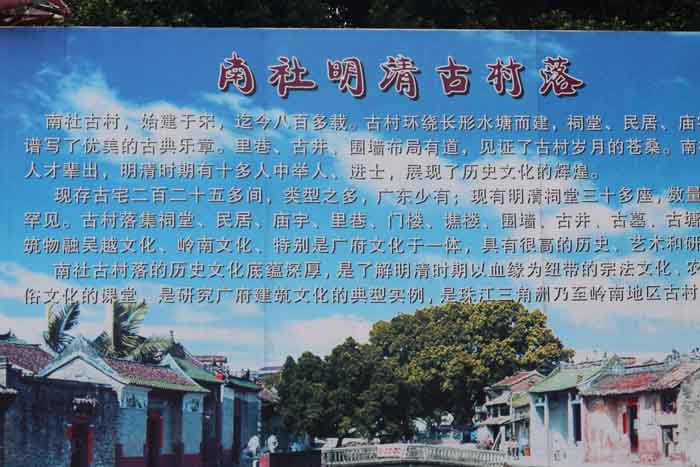 南社明清古村落
南社古村，始建于宋，迄今八百多载。古村环绕长形水塘而建，祠堂、民居、庙
谱写了优美的古典乐章。里巷、古井、围墙布局有道，见证了古村岁月的苍桑。南
人才辈出，明清时期有十多人中举人、进士，展现了历史文化的辉煌。
现存古宅二百二十五多间，类型之多，广东少有；现有明清祠堂三十多座，数量
罕见。古村落集祠堂、民居、庙宇、里巷、门楼、谯楼、围墙、古井、古墓、古塘
筑物融吴越文化、岭南文化、特别是广府文化于一体，具有很高的历史、艺术和研
南社古村落的历史文化底蕴深厚，是了解明清时期以血缘为纽带的宗法文化、农
俗文化的课堂，是研究广府建筑文化的典型实例，是珠江三角洲乃至岭南地区古村